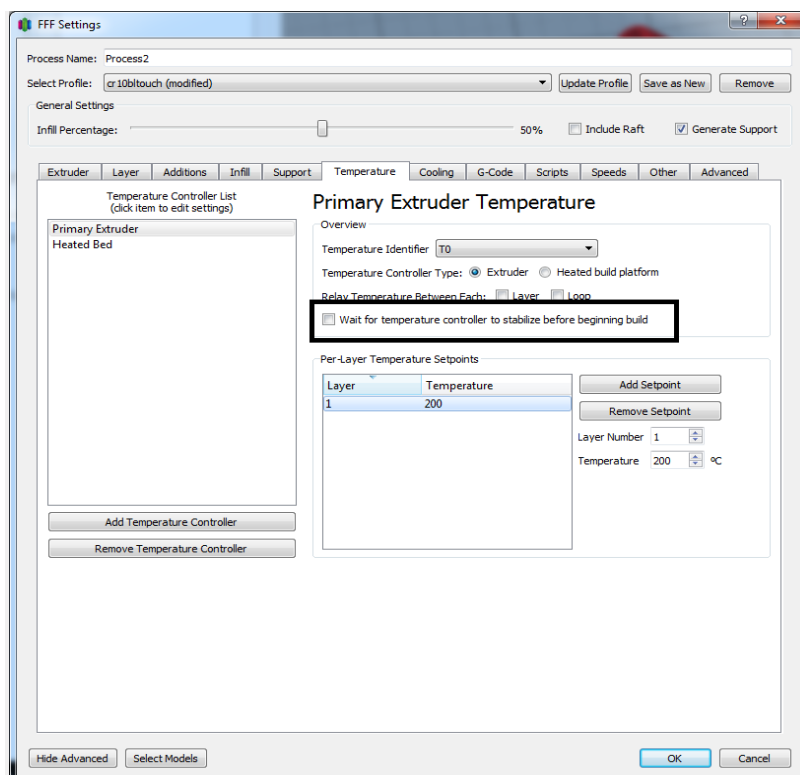 FFF Settings
Process Name: Process2
Select Profile: cr10bltouch (modified) Update Profile Save as New Remove
General Settings
Infill Percentage: 50% Include Raft Generate Support
Extruder Layer Additions Infill Support Temperature Cooling G-Code Scripts Speeds Other Advanced
Temperature Controller List
(click item to edit settings)
Primary Extruder
Heated Bed
Add Temperature Controller
Remove Temperature Controller
Primary Extruder Temperature
Overview
Temperature Identifier T0
Temperature Controller Type: Extruder Heated build platform
Relay Temperature Between Each: Layer Loop
Wait for temperature controller to stabilize before beginning build
Per-Layer Temperature Setpoints
Layer Temperature
1 200
Add Setpoint
Remove Setpoint
Layer Number 1
Temperature 200 ºC
Hide Advanced Select Models OK Cancel